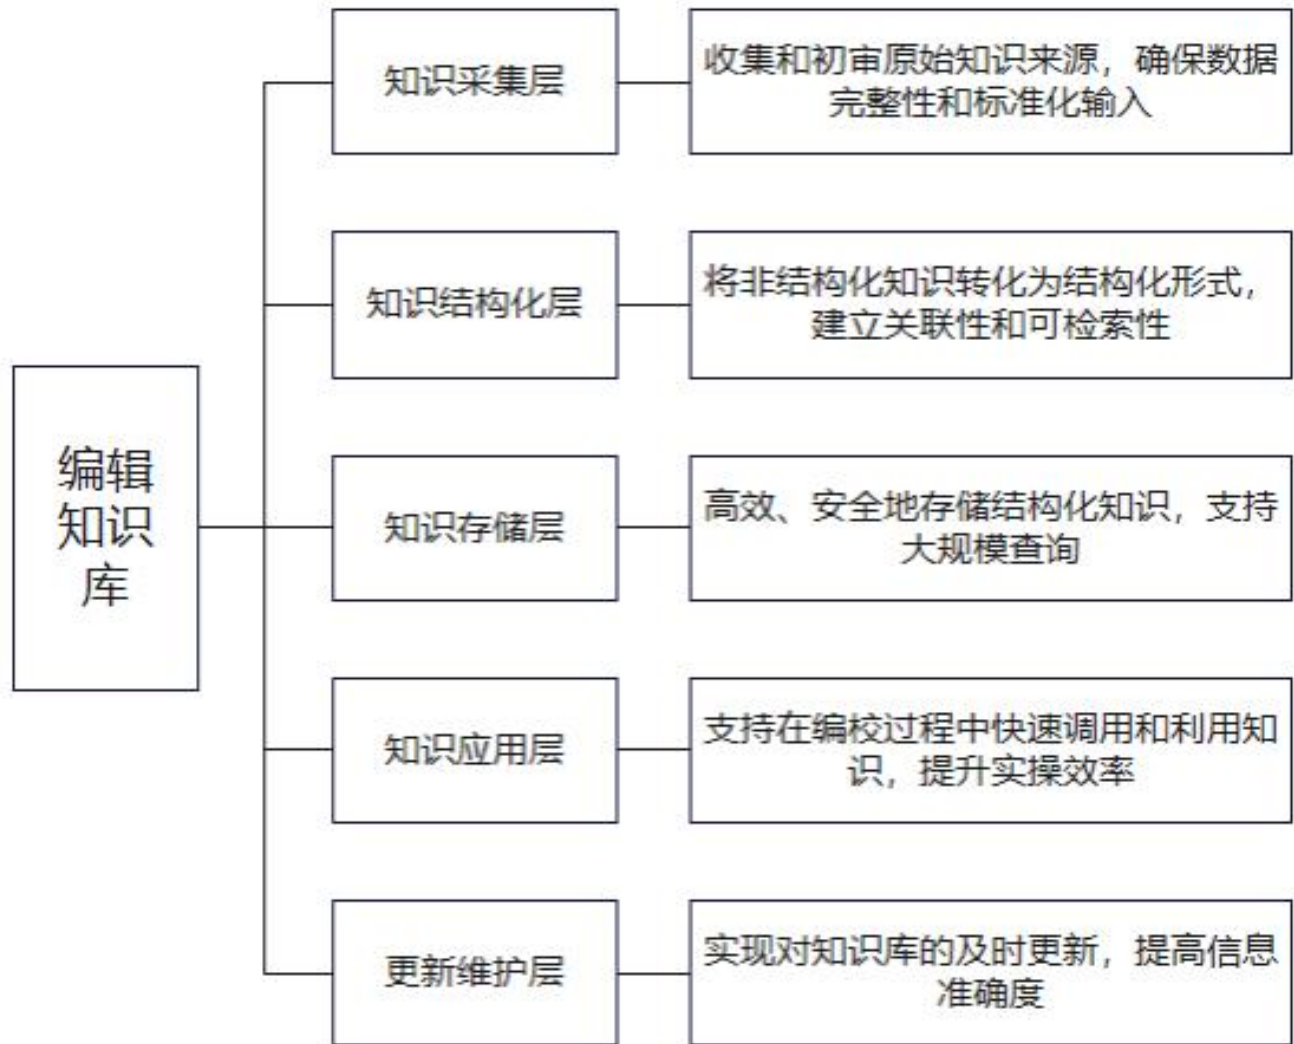 编辑
知识
库
知识采集层
收集和初审原始知识来源，确保数据
完整性和标准化输入
知识结构化层
将非结构化知识转化为结构化形式，
建立关联性和可检索性
知识存储层
高效、安全地存储结构化知识，支持
大规模查询
知识应用层
支持在编校过程中快速调用和利用知
识，提升实操效率
更新维护层
实现对知识库的及时更新，提高信息
准确度